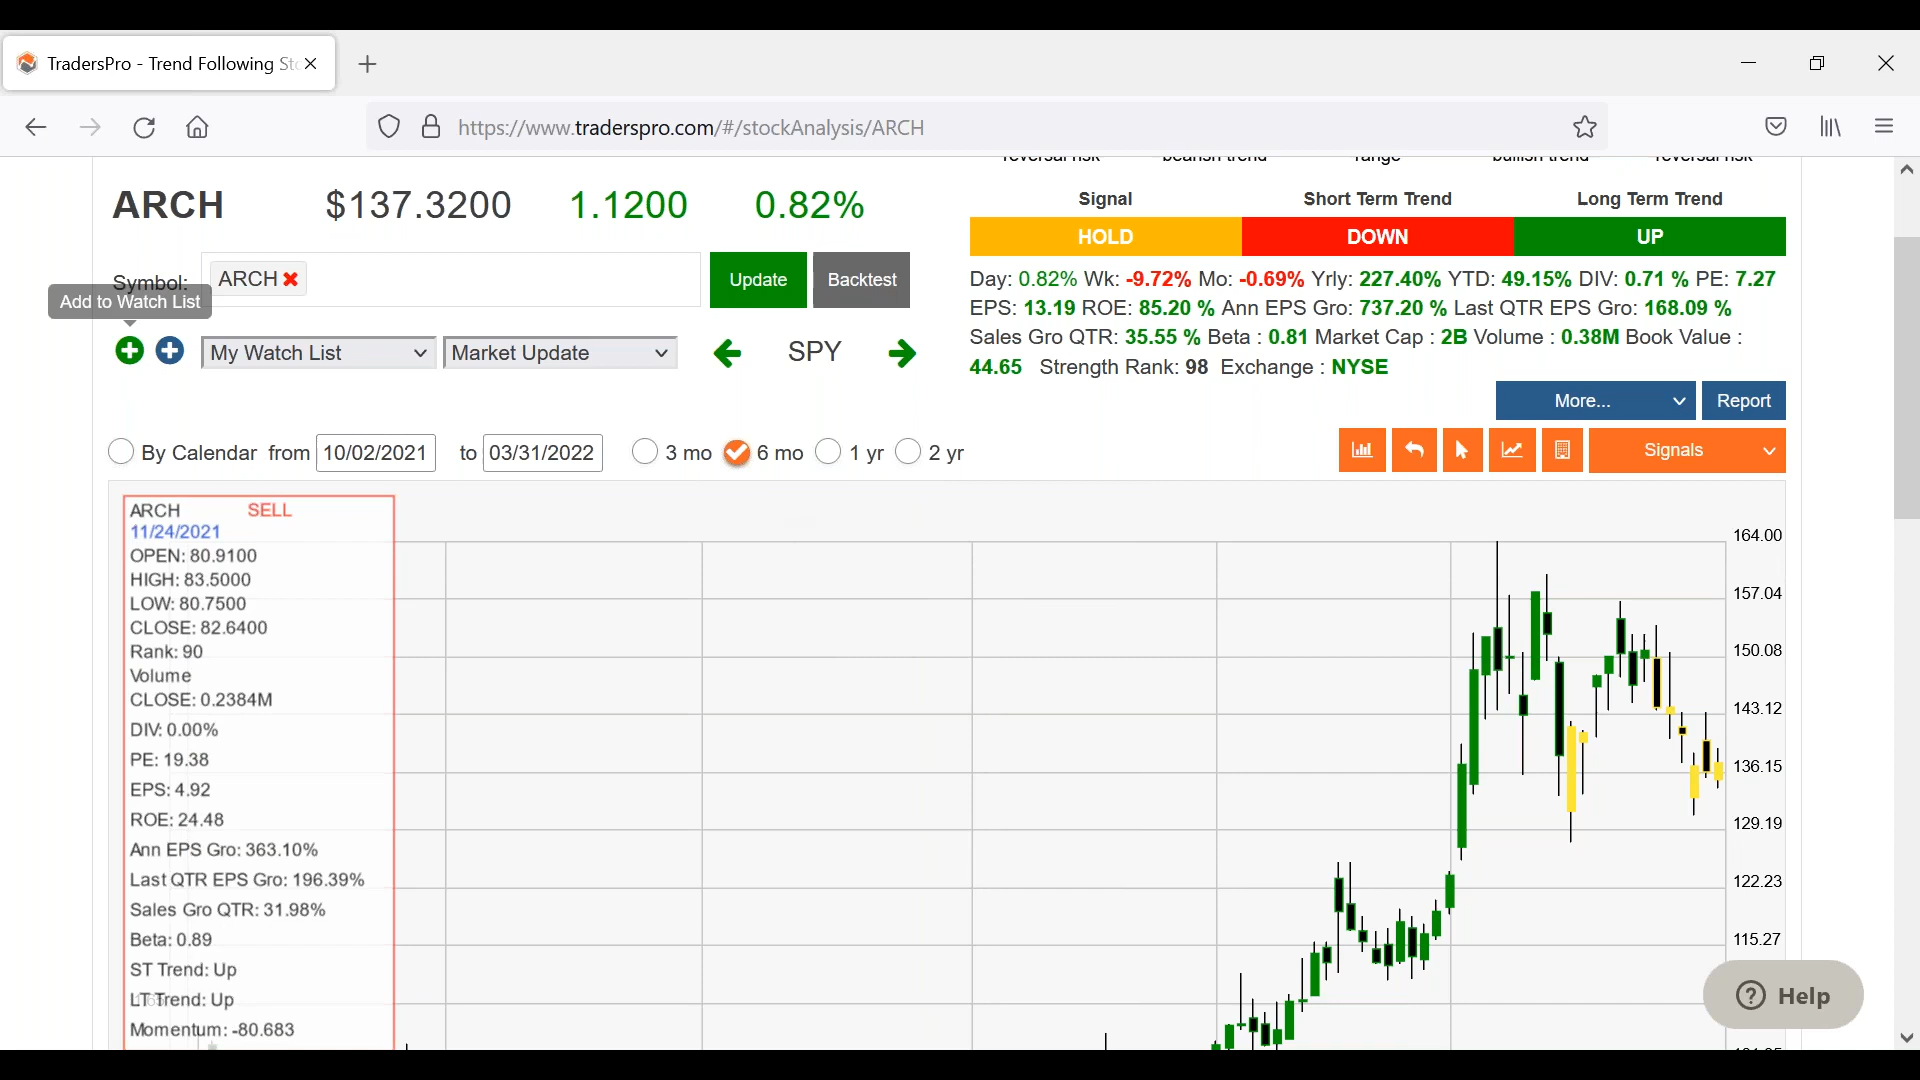 TradersPro - Trend Following Sto
https://www.traderspro.com/#/stockAnalysis/ARCH
reversal risk bearish trend range bullish trend reversal risk
ARCH $137.3200 1.1200 0.82%
Signal Short Term Trend Long Term Trend
HOLD DOWN UP
Symbol: ARCH Update Backtest
Add to Watch List
My Watch List Market Update SPY
Day: 0.82% Wk: -9.72% Mo: -0.69% Yrly: 227.40% YTD: 49.15% DIV: 0.71 % PE: 7.27
EPS: 13.19 ROE: 85.20 % Ann EPS Gro: 737.20 % Last QTR EPS Gro: 168.09 %
Sales Gro QTR: 35.55 % Beta : 0.81 Market Cap : 2B Volume : 0.38M Book Value :
44.65 Strength Rank: 98 Exchange : NYSE
More... Report
By Calendar from 10/02/2021 to 03/31/2022 3 mo 6 mo 1 yr 2 yr
Signals
ARCH SELL
11/24/2021
OPEN: 80.9100
HIGH: 83.5000
LOW: 80.7500
CLOSE: 82.6400
Rank: 90
Volume
CLOSE: 0.2384M
DIV: 0.00%
PE: 19.38
EPS: 4.92
ROE: 24.48
Ann EPS Gro: 363.10%
Last QTR EPS Gro: 196.39%
Sales Gro QTR: 31.98%
Beta: 0.89
ST Trend: Up
LT Trend: Up
Momentum: -80.683
164.00
157.04
150.08
143.12
136.15
129.19
122.23
115.27
Help